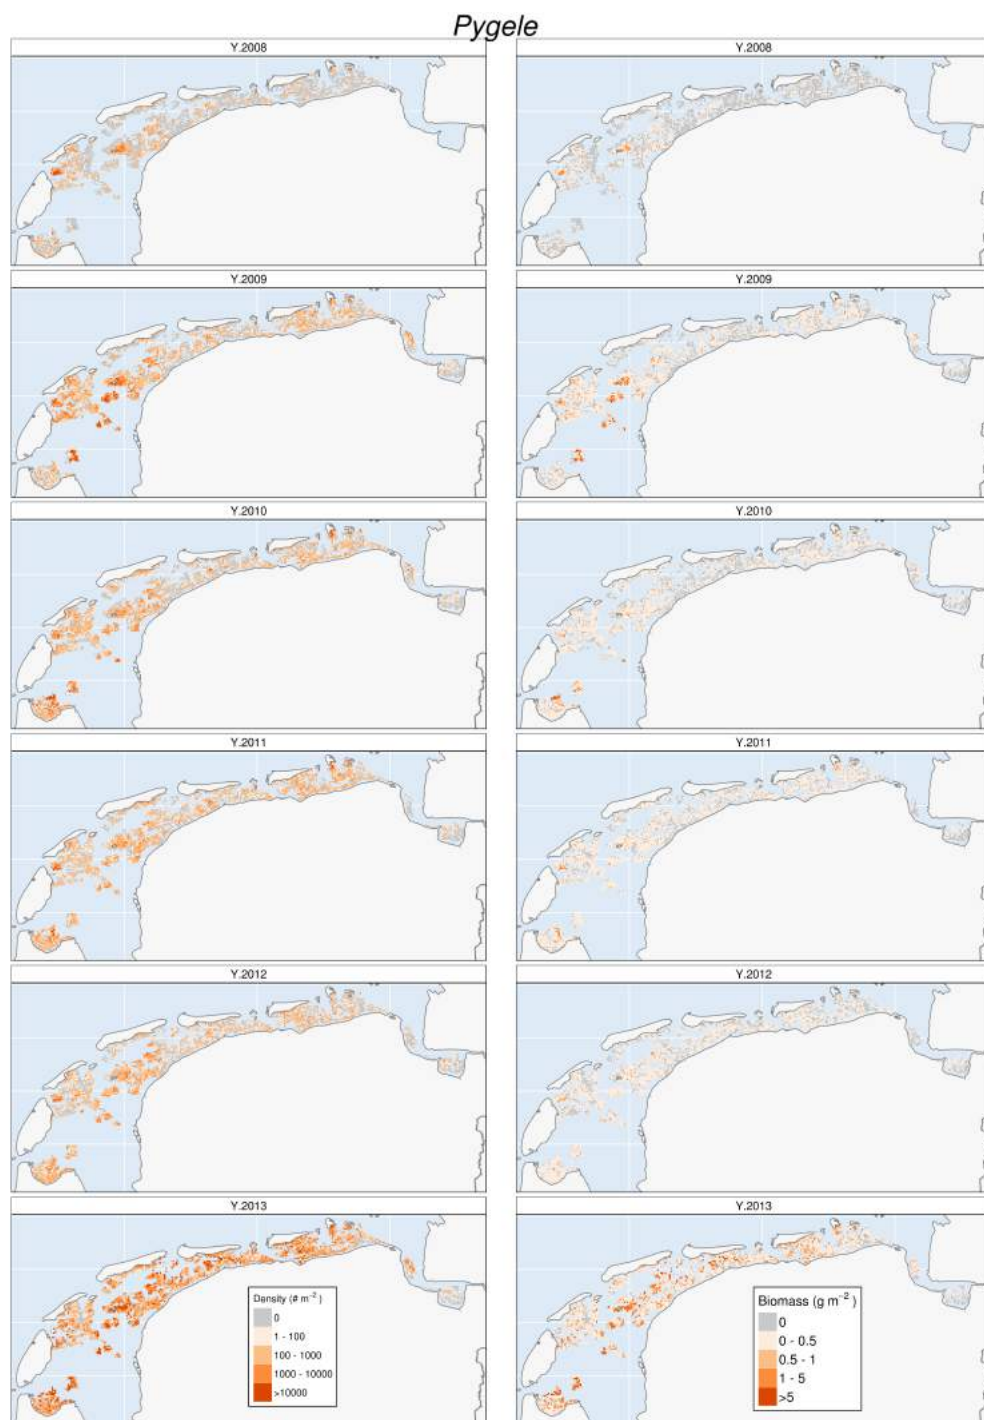 Pygele
Y.2008
Y.2008
Y.2009
Y.2009
Y.2010
Y.2010
Y.2011
Y.2011
Y.2012
Y.2012
Y.2013
Y.2013
Density (# m⁻²)
0
1 - 100
100 - 1000
1000 - 10000
>10000
Biomass (g m⁻²)
0
0 - 0.5
0.5 - 1
1 - 5
>5